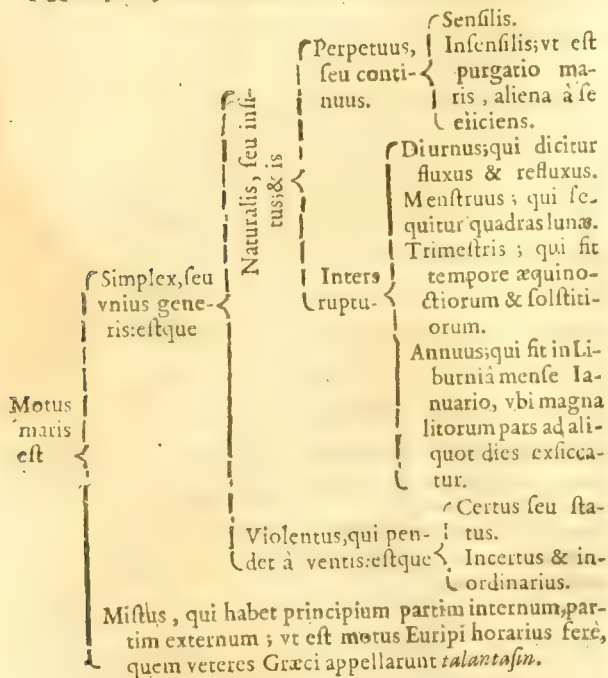 Motus
maris
est
Simplex, seu
vnius gene-
ris: estque
Naturalis, seu insi-
tus; & is
Perpetuus,
seu conti-
nuus.
Sensilis.
Insensilis; vt est
purgatio ma-
ris, aliena à se
eiiciens.
Inters
ruptu-
Diurnus; qui dicitur
fluxus & refluxus.
Menstruus; qui se-
quitur quadras lunæ.
Trimestris; qui fit
tempore æquino-
ctiorum & solstiti-
orum.
Annuus; qui fit in Li-
burniâ mense Ia-
nuario, vbi magna
litorum pars ad ali-
quot dies exsicca-
tur.
Violentus, qui pen-
det à ventis: estque
Certus seu sta-
tus.
Incertus & in-
ordinarius.
Mistus, qui habet principium partim internum, par-
tim externum; vt est motus Euripi horarius ferè,
quem veteres Græci appellarunt talantosin.